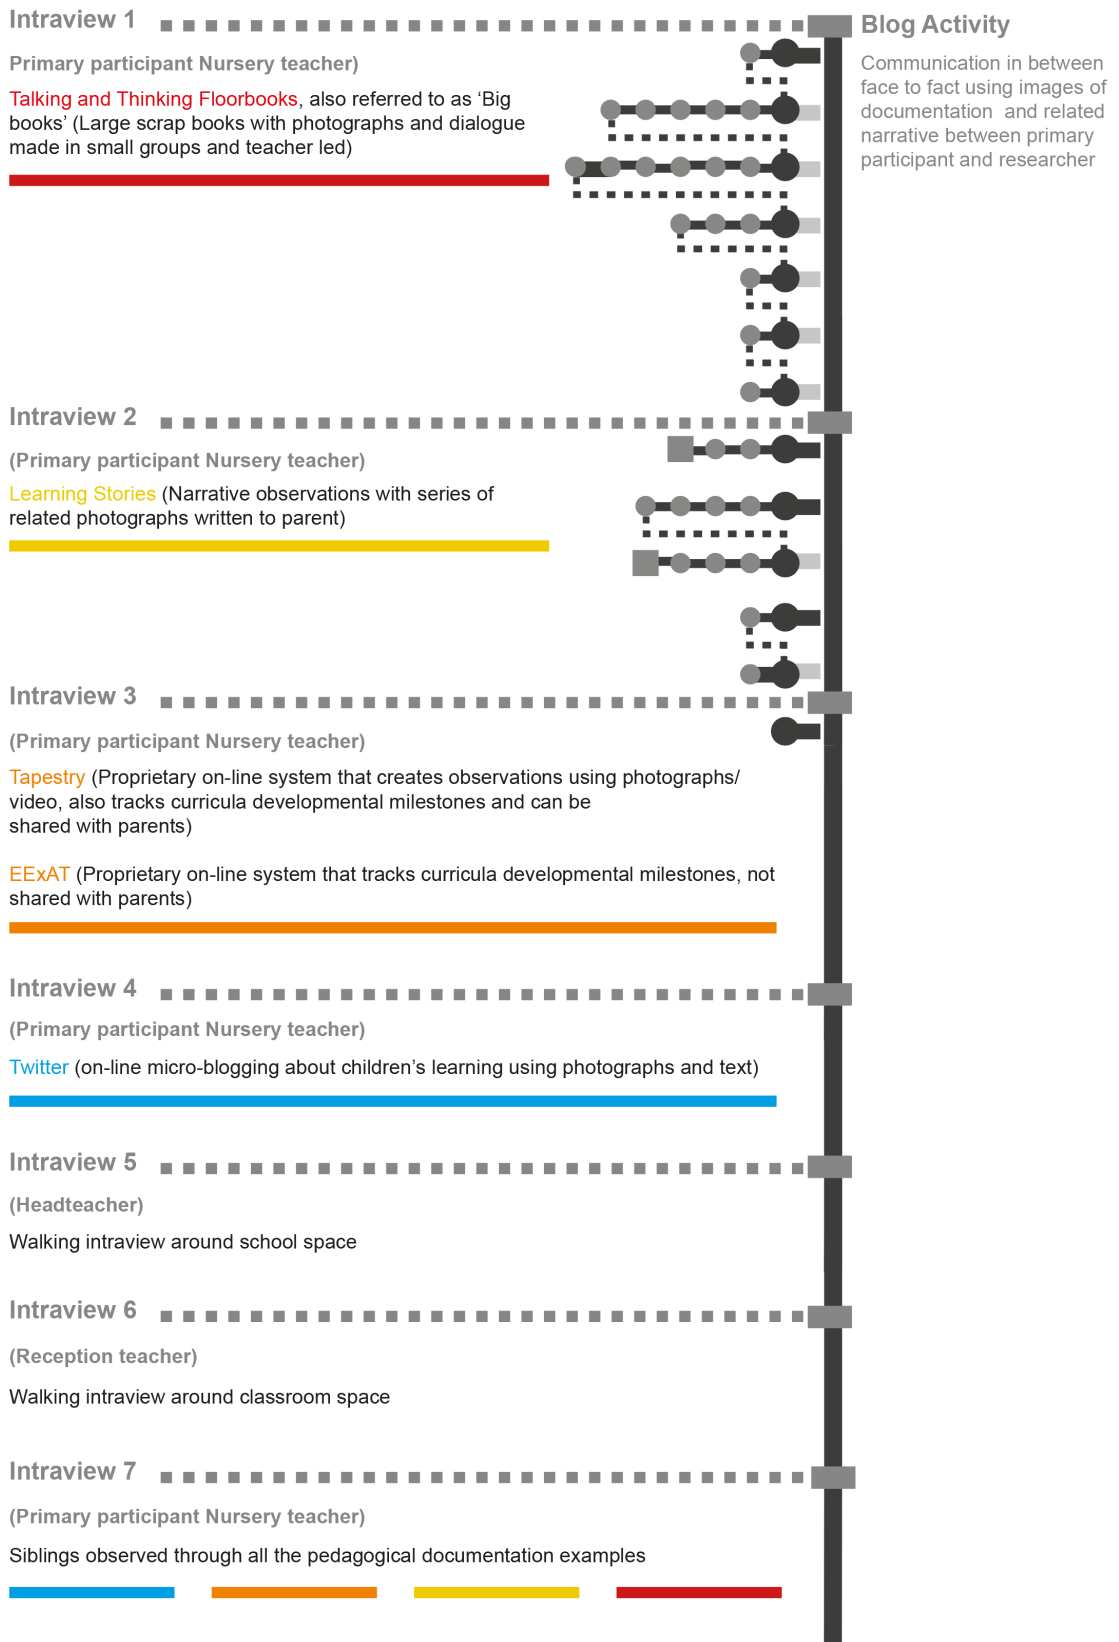 Intraview 1
Blog Activity
Communication in between
face to fact using images of
documentation and related
narrative between primary
participant and researcher
Primary participant Nursery teacher)
Talking and Thinking Floorbooks, also referred to as ‘Big
books’ (Large scrap books with photographs and dialogue
made in small groups and teacher led)
Intraview 2
(Primary participant Nursery teacher)
Learning Stories (Narrative observations with series of
related photographs written to parent)
Intraview 3
(Primary participant Nursery teacher)
Tapestry (Proprietary on-line system that creates observations using photographs/
video, also tracks curricula developmental milestones and can be
shared with parents)
EExAT (Proprietary on-line system that tracks curricula developmental milestones, not
shared with parents)
Intraview 4
(Primary participant Nursery teacher)
Twitter (on-line micro-blogging about children’s learning using photographs and text)
Intraview 5
(Headteacher)
Walking intraview around school space
Intraview 6
(Reception teacher)
Walking intraview around classroom space
Intraview 7
(Primary participant Nursery teacher)
Siblings observed through all the pedagogical documentation examples